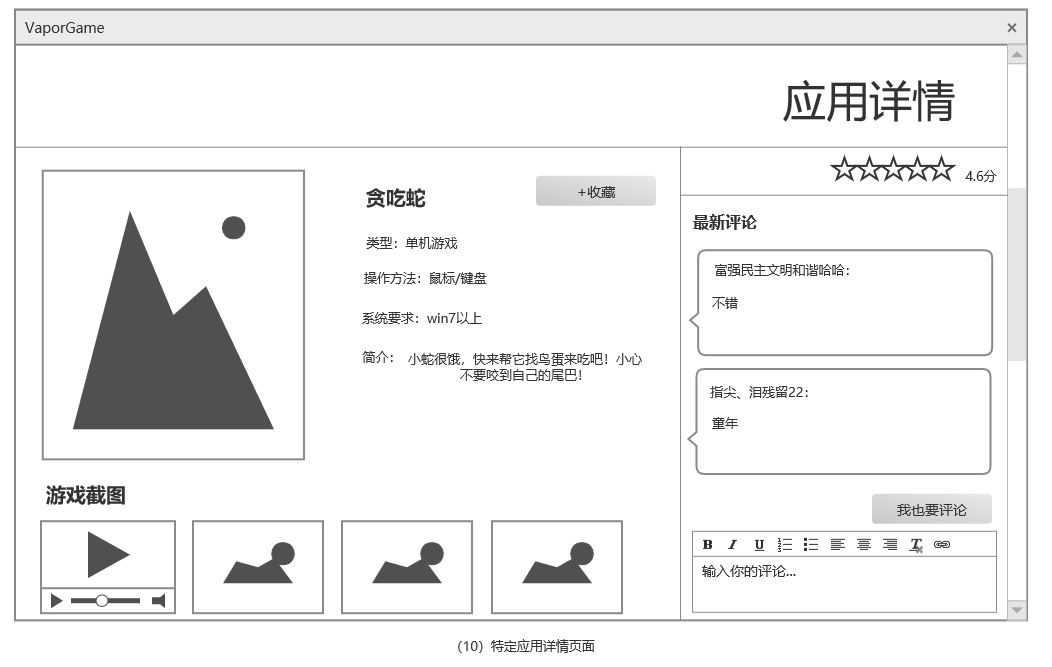 VaporGame
应用详情
4.6分
贪吃蛇
+收藏
类型：单机游戏
操作方法：鼠标/键盘
系统要求：win7以上
简介：
小蛇很饿，快来帮它找鸟蛋来吃吧！小心
不要咬到自己的尾巴！
游戏截图
最新评论
富强民主文明和谐哈哈：
不错
指尖、泪残留22：
童年
我也要评论
B I U T
输入你的评论...
（10）特定应用详情页面